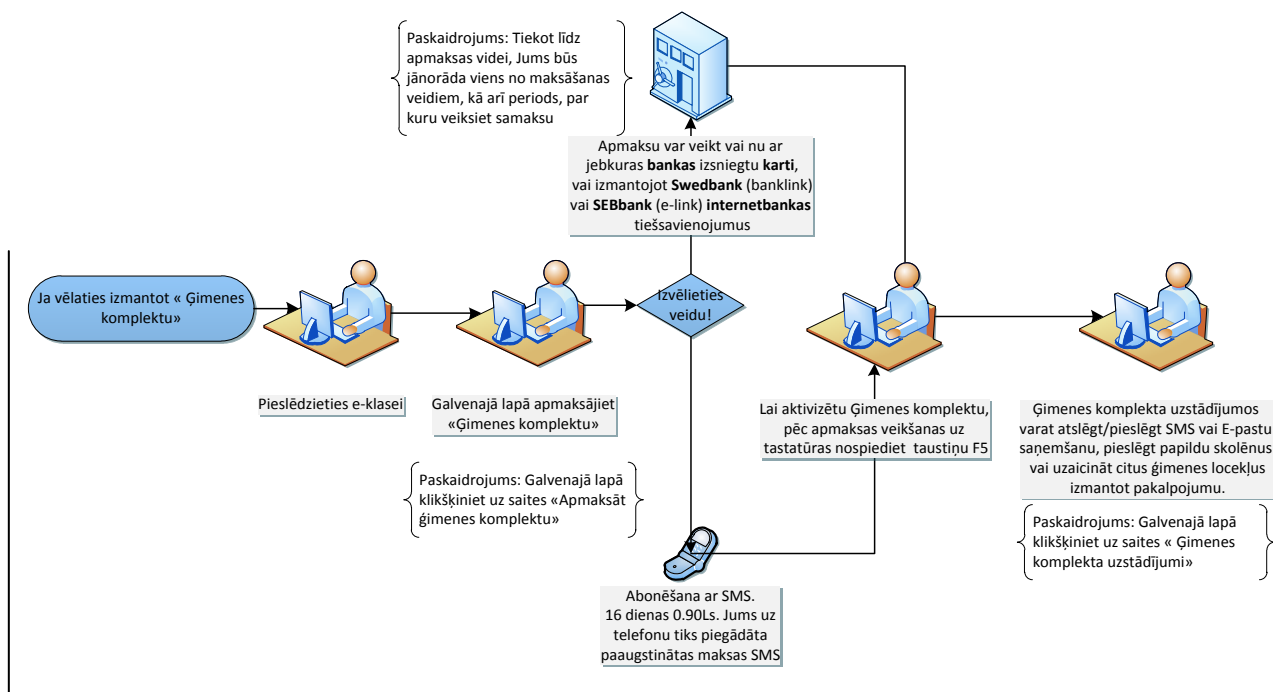 Paskaidrojums: Tiekot līdz
apmaksas videi, Jums būs
jānorāda viens no maksāšanas
veidiem, kā arī periods, par
kuru veiksiet samaksu
Apmaksu var veikt vai nu ar
jebkuras bankas izsniegtu karti,
vai izmantojot Swedbank (banklink)
vai SEBbank (e-link) internetbankas
tiešsavienojumus
Ja vēlaties izmantot « Ģimenes
komplektu»
Izvēlieties
veidu!
Pieslēdzieties e-klasei
Galvenajā lapā apmaksājiet
«Ģimenes komplektu»
Paskaidrojums: Galvenajā lapā
klikšķiniet uz saites «Apmaksāt
ģimenes komplektu»
Lai aktivizētu Ģimenes komplektu,
pēc apmaksas veikšanas uz
tastatūras nospiediet taustiņu F5
Ģimenes komplekta uzstādījumos
varat atslēgt/pieslēgt SMS vai E-pastu
saņemšanu, pieslēgt papildu skolēnus
vai uzaicināt citus ģimenes locekļus
izmantot pakalpojumu.
Paskaidrojums: Galvenajā lapā
klikšķiniet uz saites « Ģimenes
komplekta uzstādījumi»
Abonēšana ar SMS.
16 dienas 0.90Ls. Jums uz
telefonu tiks piegādāta
paaugstinātas maksas SMS